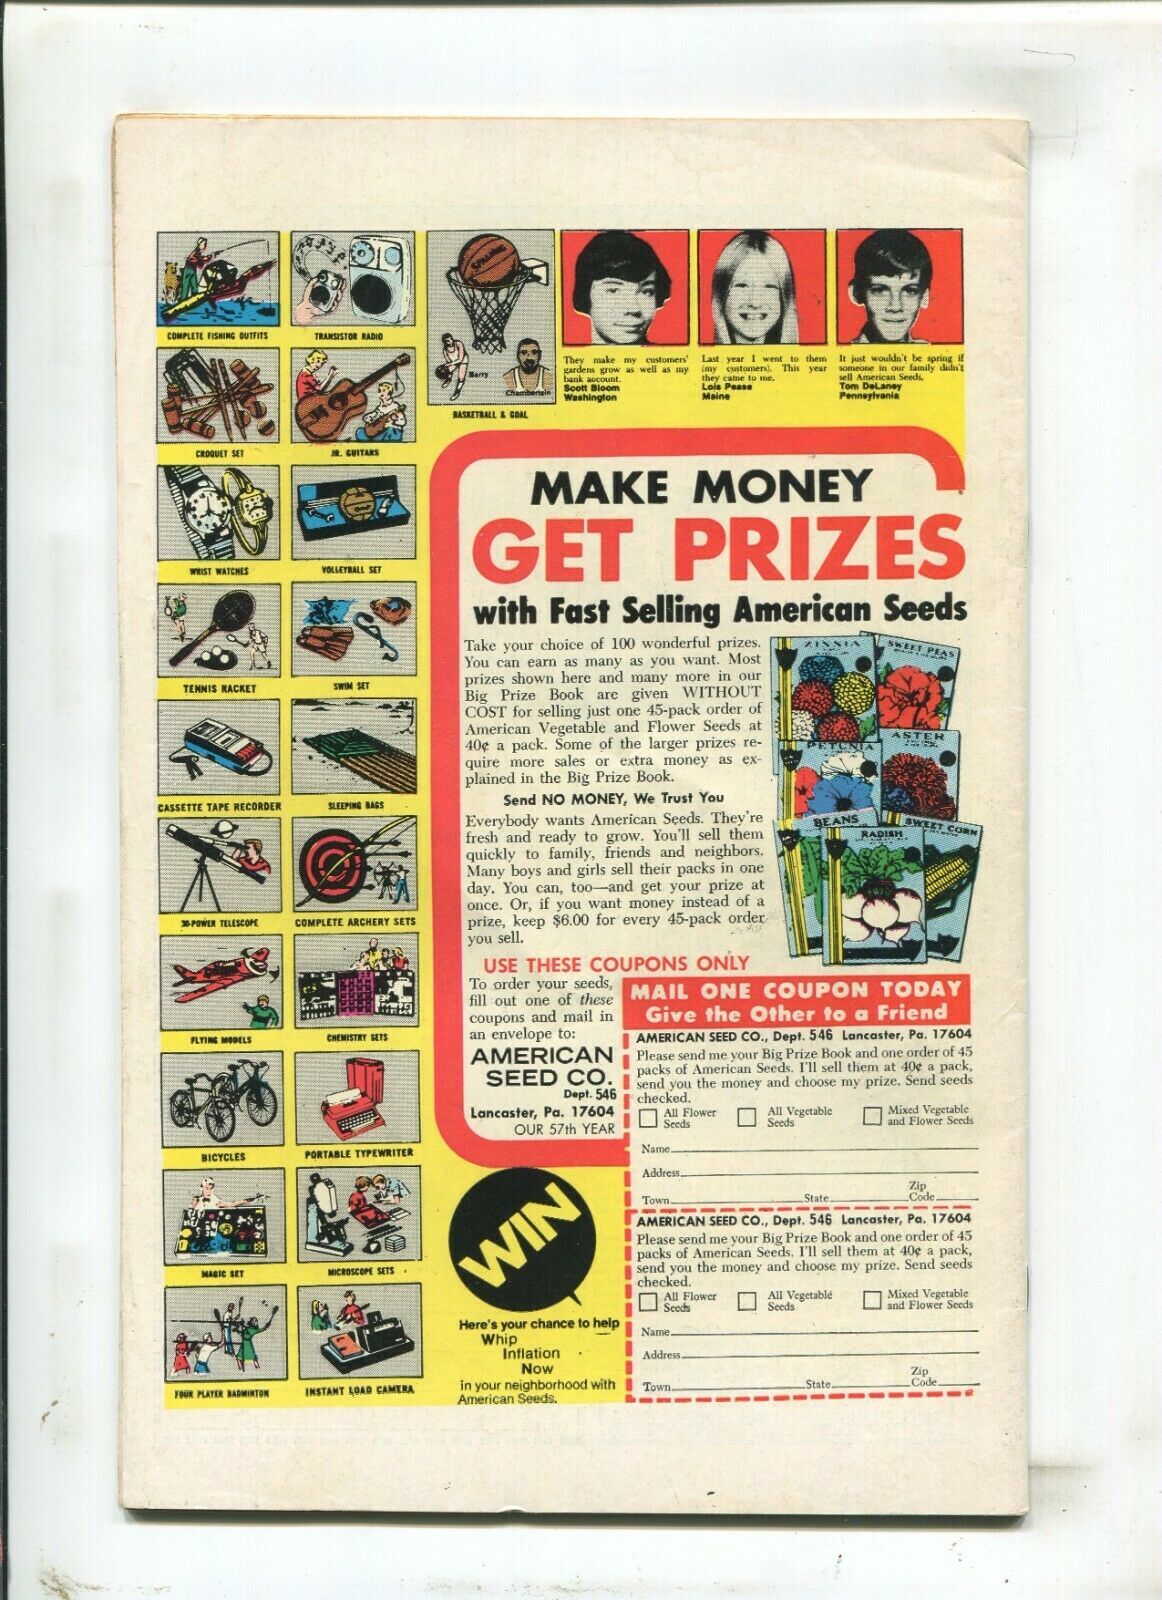 COMPLETE FISHING OUTFITS
TRANSISTOR RADIO
CROQUET SET
JR. GUITARS
WRIST WATCHES
VOLLEYBALL SET
TENNIS RACKET
SWIM SET
CASSETTE TAPE RECORDER
SLEEPING BAGS
30-POWER TELESCOPE
COMPLETE ARCHERY SETS
FLYING MODELS
CHEMISTRY SETS
BICYCLES
PORTABLE TYPEWRITER
MAGIC SET
MICROSCOPE SETS
FOUR PLAYER BADMINTON
INSTANT LOAD CAMERA
SPALDING
Barry
Chamberlain
BASKETBALL & GOAL
They make my customers'
gardens grow as well as my
bank account.
Scott Bloom
Washington
Last year I went to them
(my customers). This year
they came to me.
Lois Pease
Maine
It just wouldn't be spring if
someone in our family didn't
sell American Seeds.
Tom DeLaney
Pennsylvania
MAKE MONEY
GET PRIZES
with Fast Selling American Seeds
Take your choice of 100 wonderful prizes.
You can earn as many as you want. Most
prizes shown here and many more in our
Big Prize Book are given WITHOUT
COST for selling just one 45-pack order of
American Vegetable and Flower Seeds at
40¢ a pack. Some of the larger prizes re-
quire more sales or extra money as ex-
plained in the Big Prize Book.
Send NO MONEY, We Trust You
Everybody wants American Seeds. They're
fresh and ready to grow. You'll sell them
quickly to family, friends and neighbors.
Many boys and girls sell their packs in one
day. You can, too—and get your prize at
once. Or, if you want money instead of a
prize, keep $6.00 for every 45-pack order
you sell.
ZINNIA
SWEET PEAS
PETUNIA
ASTER
BEANS
RADISH
SWEET CORN
USE THESE COUPONS ONLY
To order your seeds,
fill out one of these
coupons and mail in
an envelope to:
AMERICAN
SEED CO.
Dept. 546
Lancaster, Pa. 17604
OUR 57th YEAR
MAIL ONE COUPON TODAY
Give the Other to a Friend
AMERICAN SEED CO., Dept. 546 Lancaster, Pa. 17604
Please send me your Big Prize Book and one order of 45
packs of American Seeds. I'll sell them at 40¢ a pack,
send you the money and choose my prize. Send seeds
checked.
All Flower Seeds All Vegetable Seeds Mixed Vegetable and Flower Seeds
Name
Address
Town State Zip Code
AMERICAN SEED CO., Dept. 546 Lancaster, Pa. 17604
Please send me your Big Prize Book and one order of 45
packs of American Seeds. I'll sell them at 40¢ a pack,
send you the money and choose my prize. Send seeds
checked.
All Flower Seeds All Vegetable Seeds Mixed Vegetable and Flower Seeds
Name
Address
Town State Zip Code
WIN
Here's your chance to help
Whip
Inflation
Now
in your neighborhood with
American Seeds.